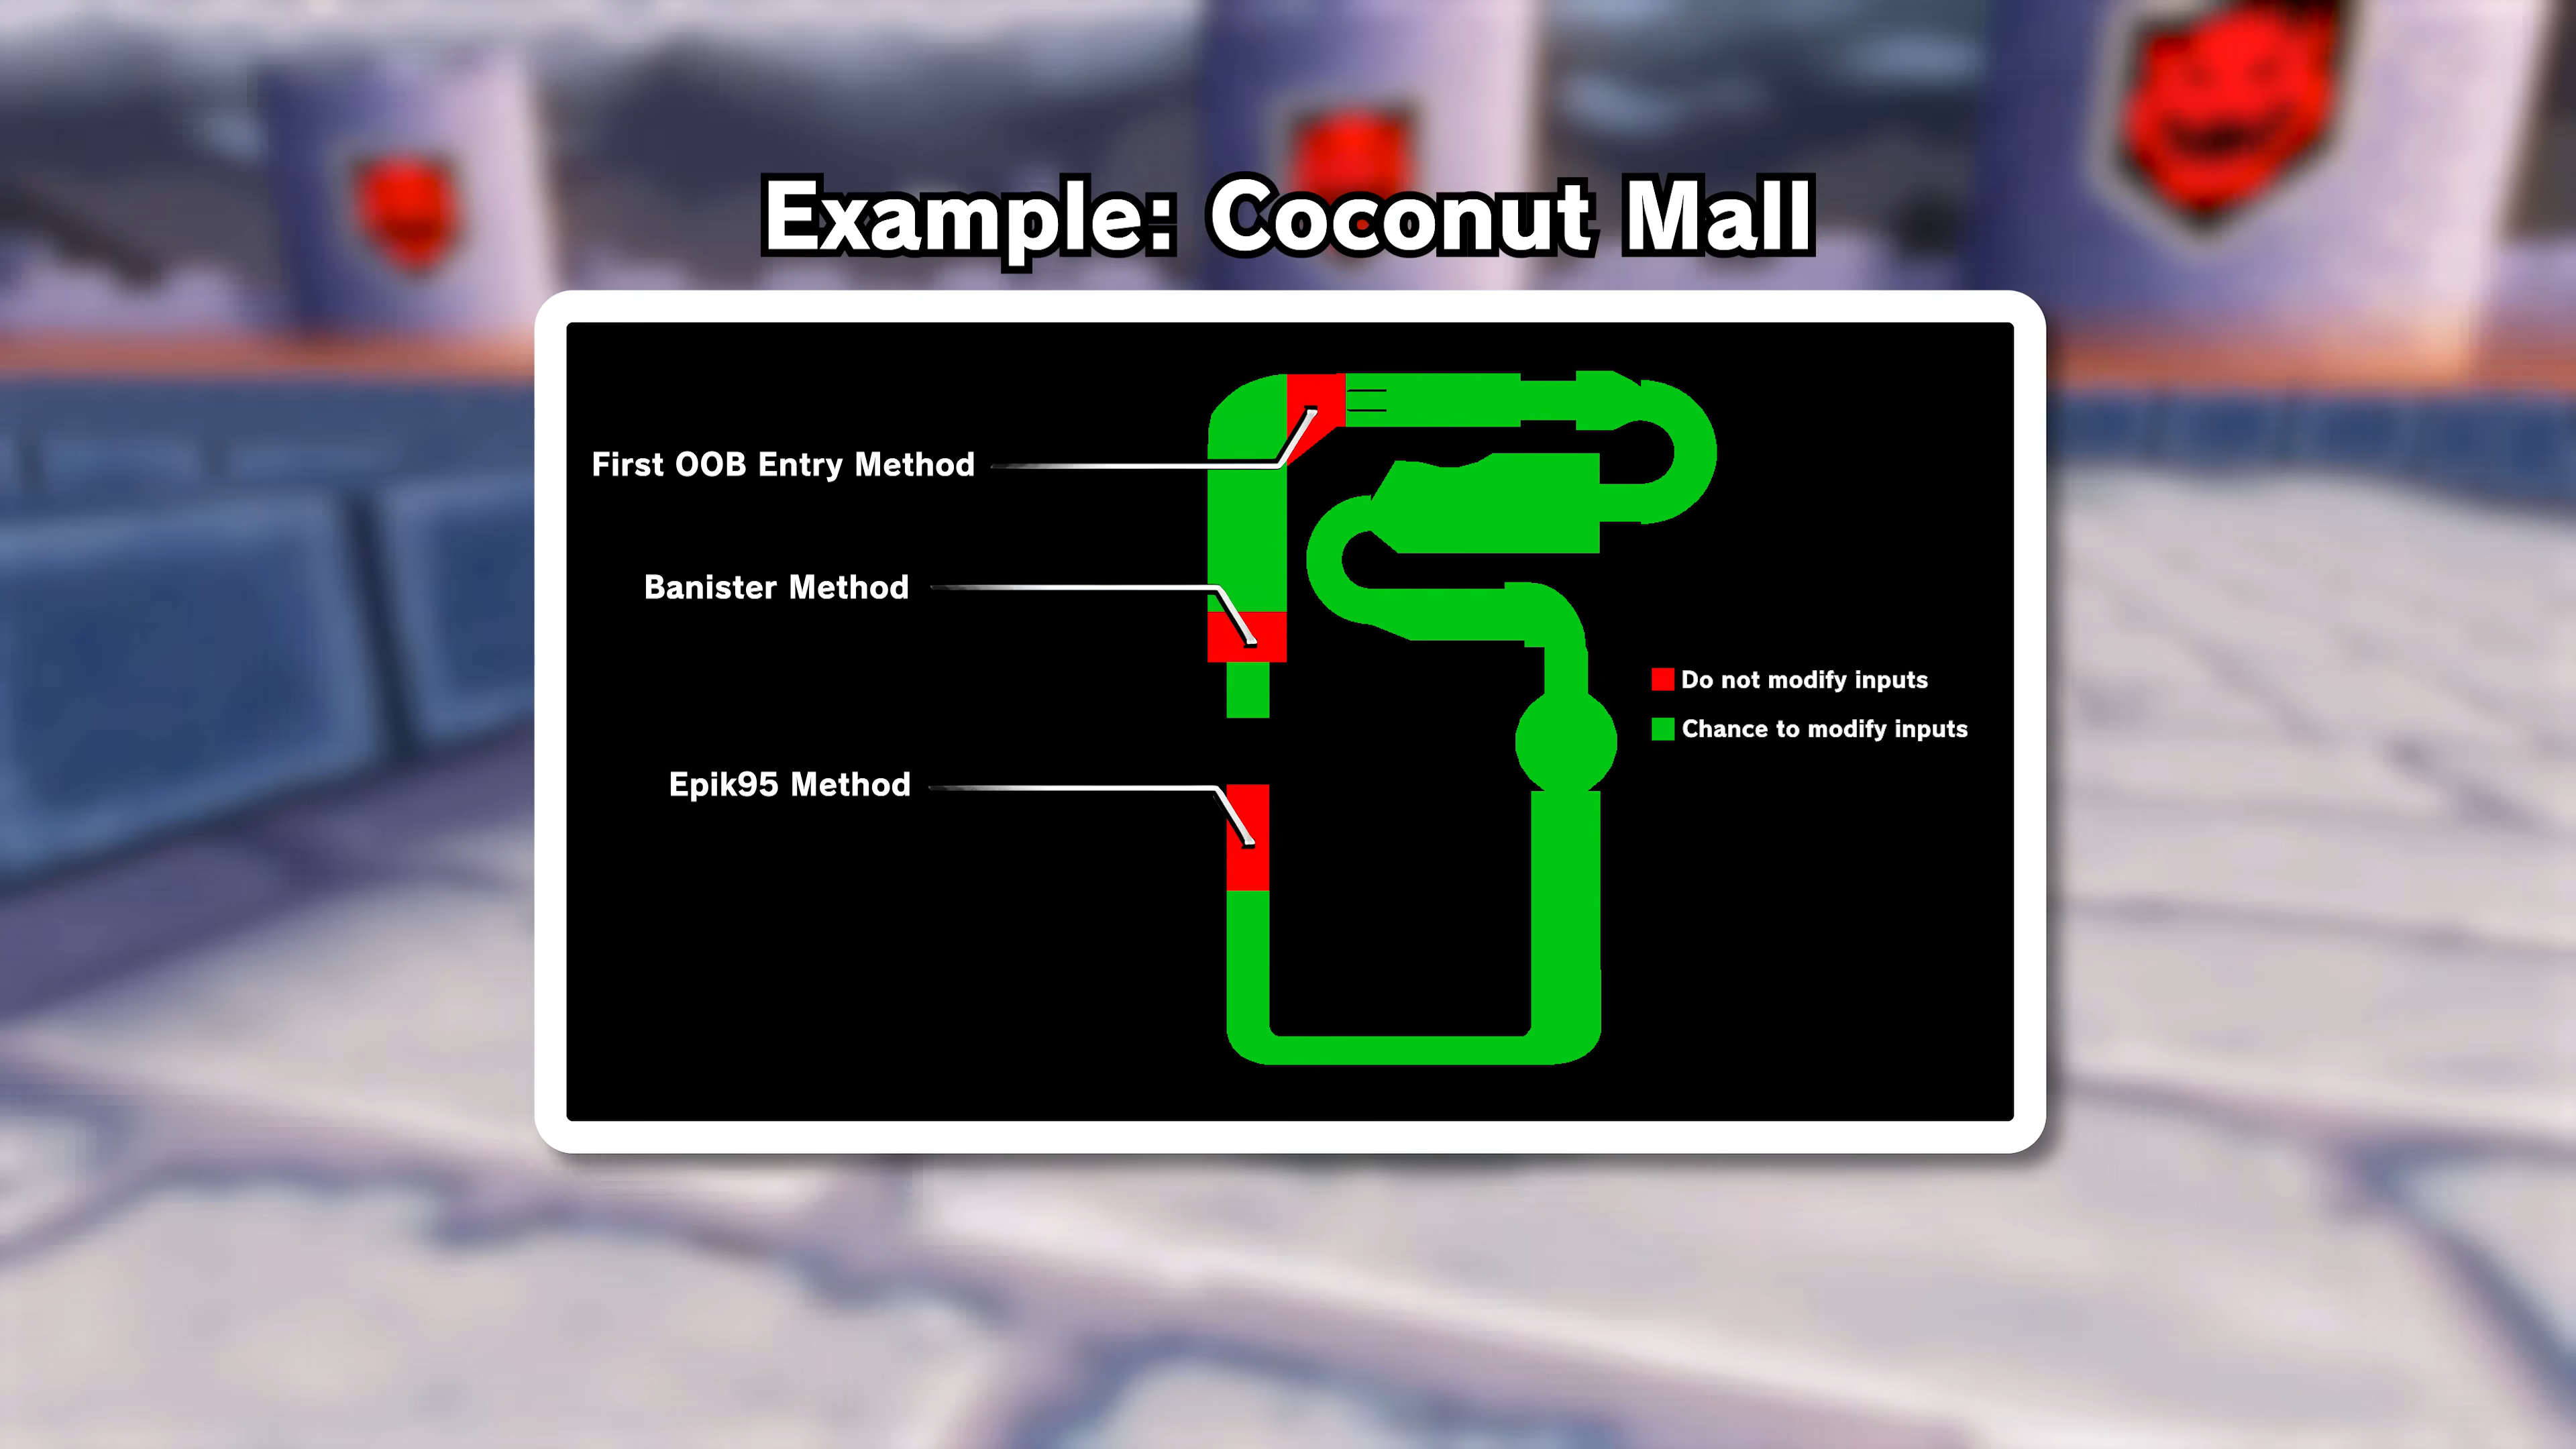 Example: Coconut Mall
First OOB Entry Method
Banister Method
Epik95 Method
Do not modify inputs
Chance to modify inputs